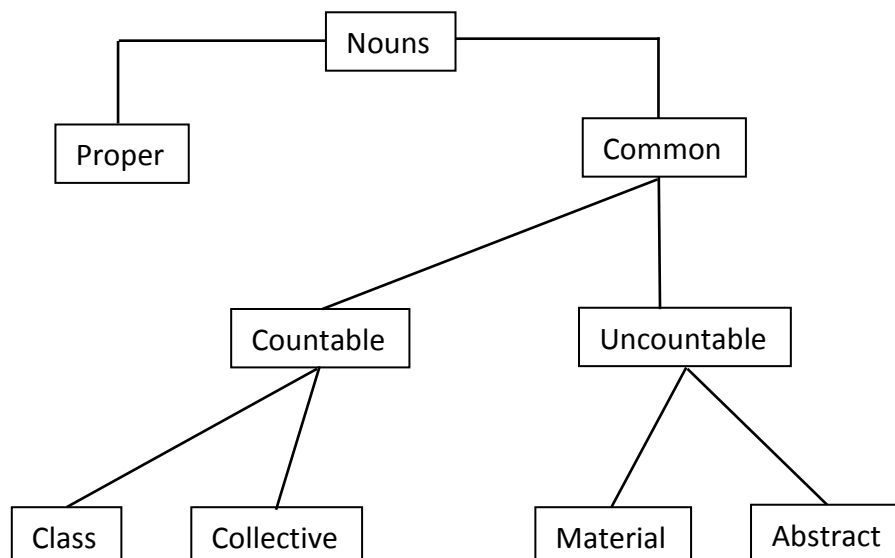 Nouns
Proper
Common
Countable
Uncountable
Class
Collective
Material
Abstract